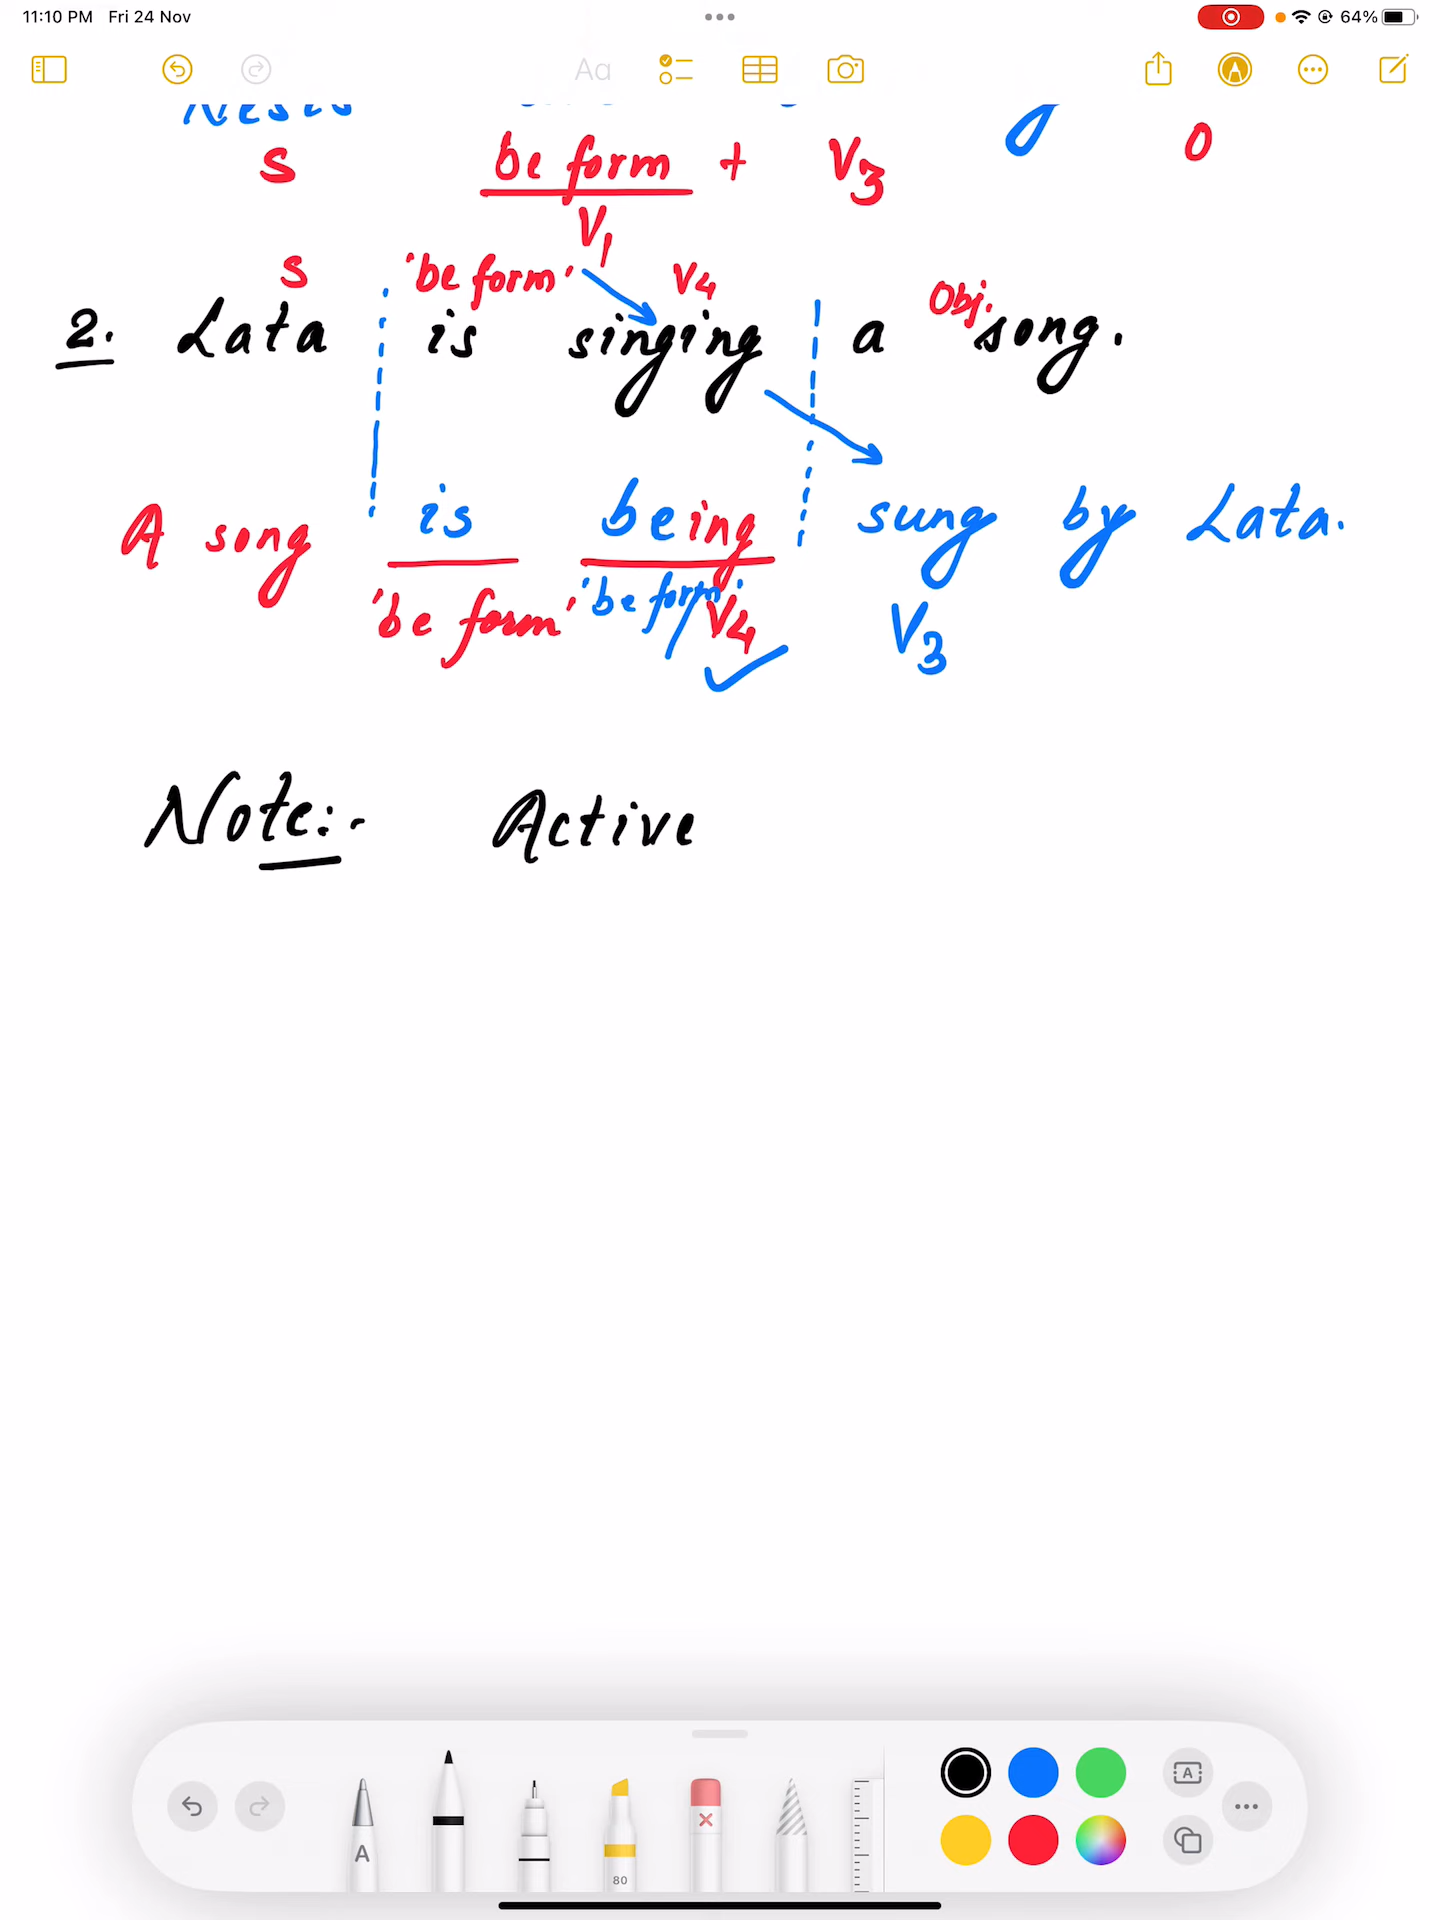 11:10 PM Fri 24 Nov 64%
Aa
S be form + V3 O
V1
S 'be form' V4 Obj.
2. Lata is singing a song.
A song is being sung by Lata.
'be form' 'be form' V4 V3
Note:- Active
A 80 A